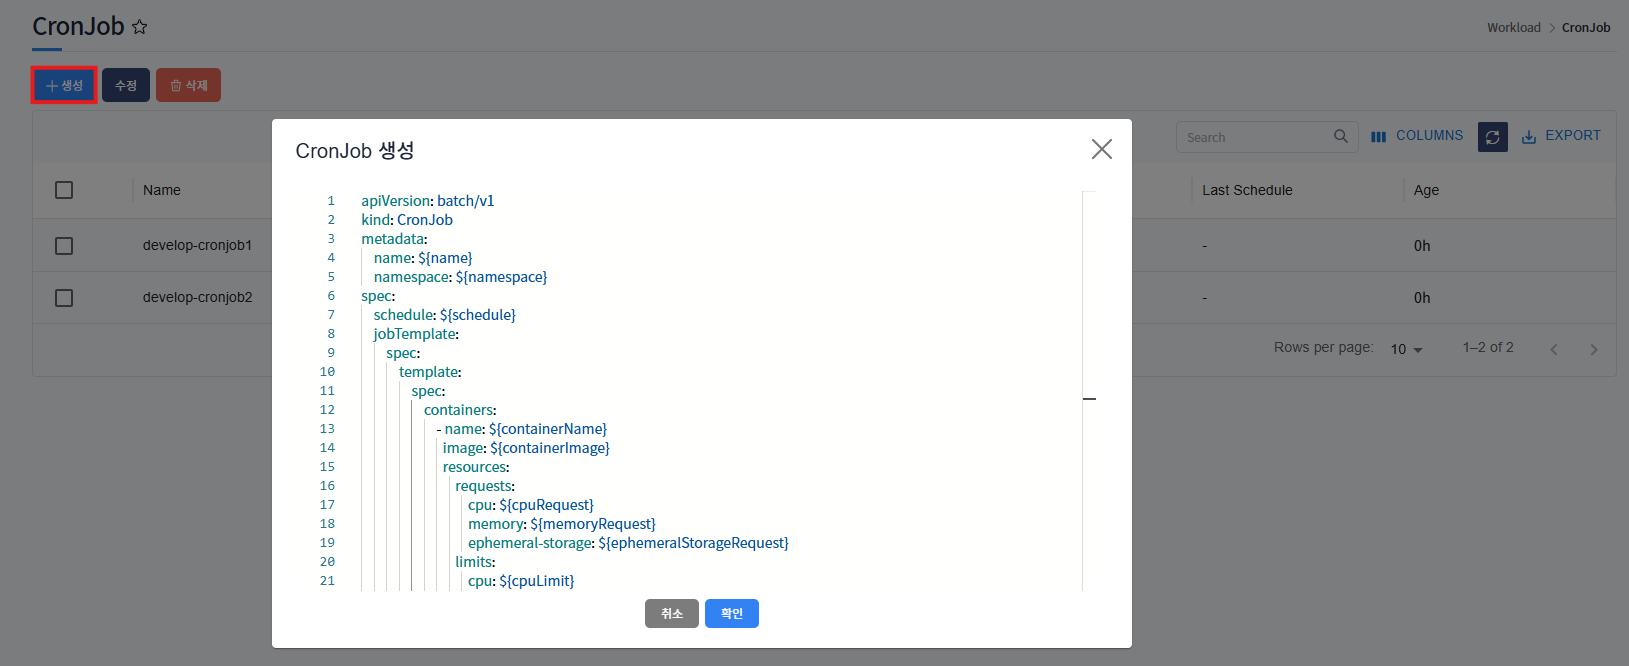 CronJob
Workload > CronJob
생성 수정 삭제
Search COLUMNS EXPORT
Name Last Schedule Age
develop-cronjob1 - 0h
develop-cronjob2 - 0h
Rows per page: 10 1–2 of 2
CronJob 생성
1 apiVersion: batch/v1
2 kind: CronJob
3 metadata:
4 name: ${name}
5 namespace: ${namespace}
6 spec:
7 schedule: ${schedule}
8 jobTemplate:
9 spec:
10 template:
11 spec:
12 containers:
13 - name: ${containerName}
14 image: ${containerImage}
15 resources:
16 requests:
17 cpu: ${cpuRequest}
18 memory: ${memoryRequest}
19 ephemeral-storage: ${ephemeralStorageRequest}
20 limits:
21 cpu: ${cpuLimit}
취소 확인